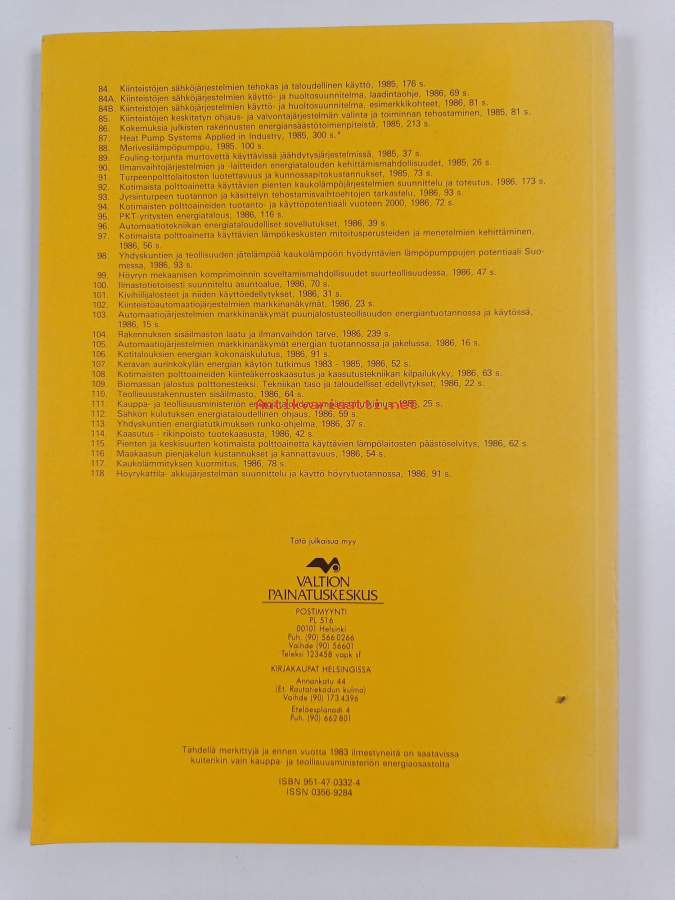 84. Kiinteistöjen sähköjärjestelmien tehokas ja taloudellinen käyttö, 1985, 176 s.
84A. Kiinteistöjen sähköjärjestelmien käyttö- ja huoltosuunnitelma, laadintaohje, 1986, 69 s.
84B. Kiinteistöjen sähköjärjestelmien käyttö- ja huoltosuunnitelma, esimerkkikohteet, 1986, 81 s.
85. Kiinteistöjen keskitetyn ohjaus- ja valvontajärjestelmän valinta ja toiminnan tehostaminen, 1985, 81 s.
86. Kokemuksia julkisten rakennusten energiansäästötoimenpiteistä, 1985, 213 s.
87. Heat Pump Systems Applied in Industry, 1985, 300 s.*
88. Merivesilämpöpumppu, 1985, 100 s.
89. Fouling-torjunta murtovettä käyttävissä jäähdytysjärjestelmissä, 1985, 37 s.
90. Ilmanvaihtojärjestelmien ja -laitteiden energiatalouden kehittämismahdollisuudet, 1985, 26 s.
91. Turpeenpolttolaitosten luotettavuus ja kunnossapitokustannukset, 1985, 73 s.
92. Kotimaista polttoainetta käyttävien pienten kaukolämpöjärjestelmien suunnittelu ja toteutus, 1986, 173 s.
93. Jyrsinturpeen tuotannon ja käsittelyn tehostamisvaihtoehtojen tarkastelu, 1986, 93 s.
94. Kotimaisten polttoaineiden tuotanto- ja käyttöpotentiaali vuoteen 2000, 1986, 72 s.
95. PKT-yritysten energiatalous, 1986, 116 s.
96. Automaatiotekniikan energiataloudelliset sovellutukset, 1986, 39 s.
97. Kotimaista polttoainetta käyttävien lämpökeskusten mitoitusperusteiden ja menetelmien kehittäminen,
1986, 56 s.
98. Yhdyskuntien ja teollisuuden jätelämpöä kaukolämpöön hyödyntävien lämpöpumppujen potentiaali Suo-
messa, 1986, 93 s.
99. Höyryn mekaanisen komprimoinnin soveltamismahdollisuudet suurteollisuudessa, 1986, 47 s.
100. Ilmastotietoisesti suunniteltu asuntoalue, 1986, 70 s.
101. Kivihiilijalosteet ja niiden käyttöedellytykset, 1986, 31 s.
102. Kiinteistöautomaatiojärjestelmien markkinanäkymät, 1986, 23 s.
103. Automaatiojärjestelmien markkinanäkymät puunjalostusteollisuuden energiantuotannossa ja käytössä,
1986, 15 s.
104. Rakennuksen sisäilmaston laatu ja ilmanvaihdon tarve, 1986, 239 s.
105. Automaatiojärjestelmien markkinanäkymät energian tuotannossa ja jakelussa, 1986, 16 s.
106. Kotitalouksien energian kokonaiskulutus, 1986, 91 s.
107. Keravan aurinkokylän energian käytön tutkimus 1983 - 1985, 1986, 52 s.
108. Kotimaisten polttoaineiden kiinteäkerroskaasutus ja kaasutustekniikan kilpailukyky, 1986, 63 s.
109. Biomassan jalostus polttonesteiksi. Tekniikan taso ja taloudelliset edellytykset, 1986, 22 s.
110. Teollisuusrakennusten sisäilmasto, 1986, 64 s.
111. Kauppa- ja teollisuusministeriön energiatalouden 1986, 25 s.
Antikvariaatti.net
112. Sähkön kulutuksen energiataloudellinen ohjaus, 1986, 59 s.
113. Yhdyskuntien energiatutkimuksen runko-ohjelma, 1986, 37 s.
114. Kaasutus - rikinpoisto tuotekaasusta, 1986, 42 s.
115. Pienten ja keskisuurten kotimaista polttoainetta käyttävien lämpölaitosten päästöselvitys, 1986, 62 s.
116. Maakaasun pienjakelun kustannukset ja kannattavuus, 1986, 54 s.
117. Kaukolämmityksen kuormitus, 1986, 78 s.
118. Höyrykattila- akkujärjestelmän suunnittelu ja käyttö höyrytuotannossa, 1986, 91 s.
Tätä julkaisua myy
VALTION
PAINATUSKESKUS
POSTIMYYNTI
PL 516
00101 Helsinki
Puh. (90) 566 0266
Vaihde (90) 56601
Teleksi 123458 vapk sf
KIRJAKAUPAT HELSINGISSÄ
Annankatu 44
(Et. Rautatiekadun kulma)
Vaihde (90) 173 4396
Eteläesplanadi 4
Puh. (90) 662 801
Tähdellä merkittyjä ja ennen vuotta 1983 ilmestyneitä on saatavissa
kuitenkin vain kauppa- ja teollisuusministeriön energiaosastolta
ISBN 951-47-0332-4
ISSN 0356-9284